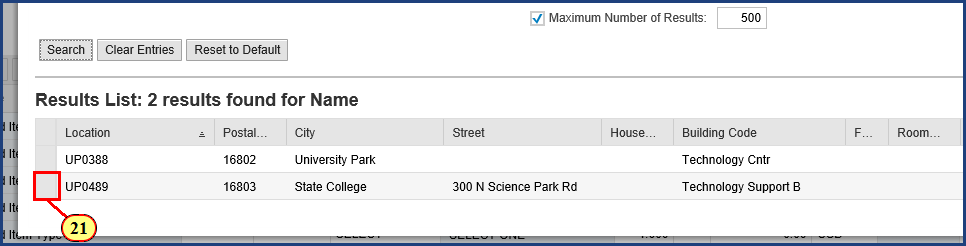 Maximum Number of Results: 500
Search Clear Entries Reset to Default
Results List: 2 results found for Name
Location Postal... City Street House... Building Code F... Room...
UP0388 16802 University Park Technology Cntr
UP0489 16803 State College 300 N Science Park Rd Technology Support B
21